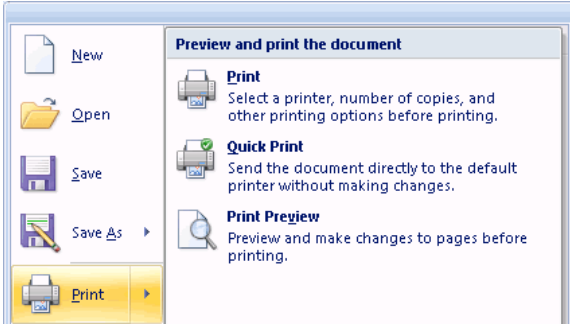 New
Open
Save
Save As
Print
Preview and print the document
Print
Select a printer, number of copies, and
other printing options before printing.
Quick Print
Send the document directly to the default
printer without making changes.
Print Preview
Preview and make changes to pages before
printing.